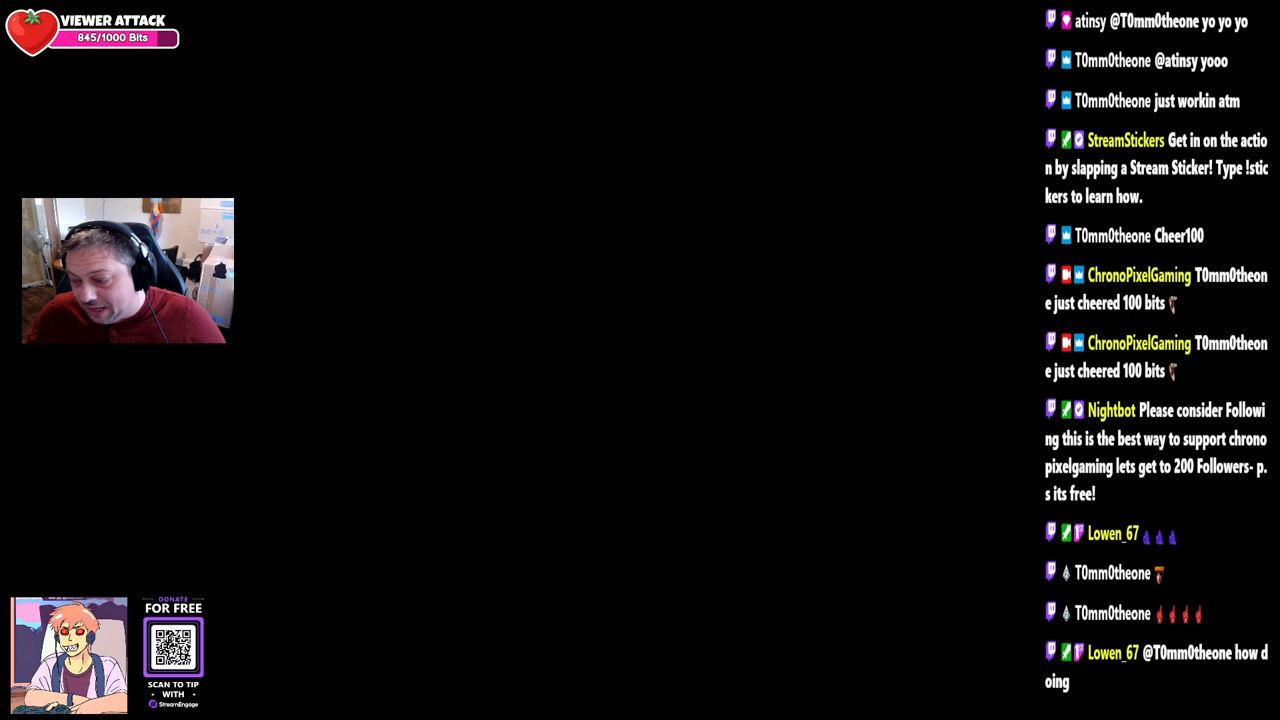 VIEWER ATTACK
845/1000 Bits
atinsy @T0mm0theone yo yo yo
T0mm0theone @atinsy yooo
T0mm0theone just workin atm
StreamStickers Get in on the actio
n by slapping a Stream Sticker! Type !stic
kers to learn how.
T0mm0theone Cheer100
ChronoPixelGaming T0mm0theon
e just cheered 100 bits
ChronoPixelGaming T0mm0theon
e just cheered 100 bits
Nightbot Please consider Followi
ng this is the best way to support chrono
pixelgaming lets get to 200 Followers- p.
s its free!
Lowen_67
T0mm0theone
T0mm0theone
Lowen_67 @T0mm0theone how d
oing
DONATE
FOR FREE
SCAN TO TIP
• WITH •
StreamEngage